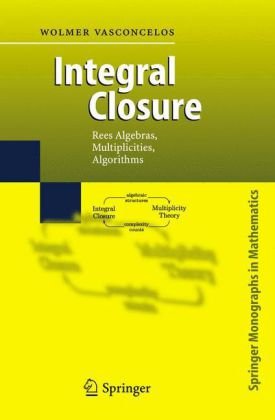 WOLMER VASCONCELOS
Integral
Closure
Rees Algebras,
Multiplicities,
Algorithms
algebraic
structures
Integral
Closure
Multiplicity
Theory
complexity
counts
Springer Monographs in Mathematics
Springer